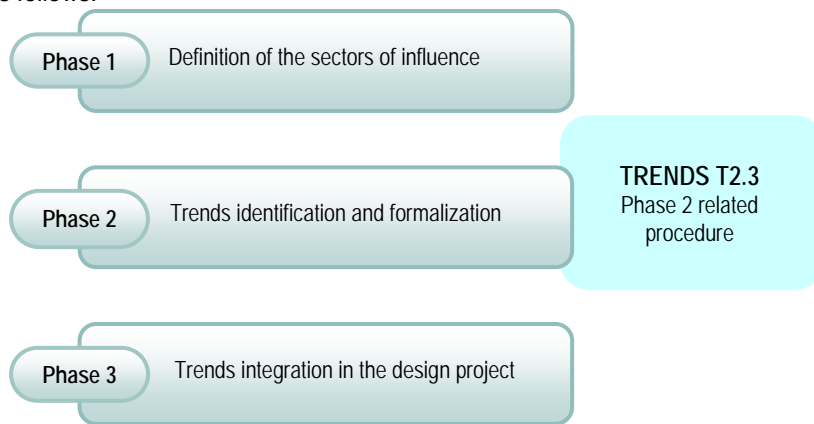 Phase 1
Definition of the sectors of influence
TRENDS T2.3
Phase 2 related
procedure
Phase 2
Trends identification and formalization
Phase 3
Trends integration in the design project